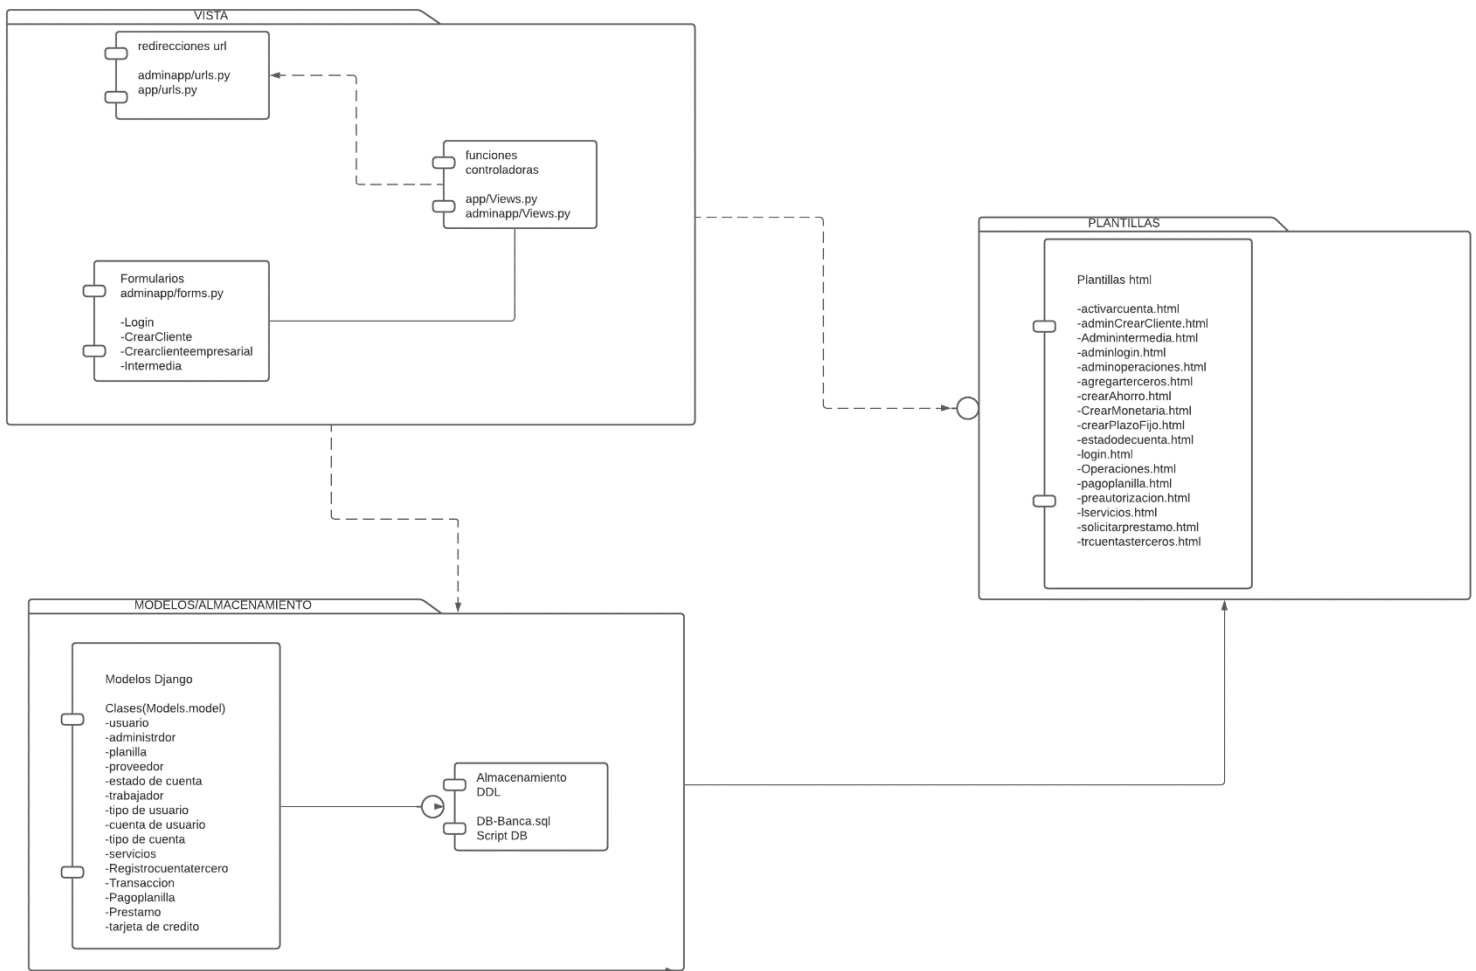 VISTA
redirecciones url
adminapp/urls.py
app/urls.py
funciones
controladoras
app/Views.py
adminapp/Views.py
Formularios
adminapp/forms.py
-Login
-CrearCliente
-Crearclienteempresarial
-Intermedia
PLANTILLAS
Plantillas html
-activarcuenta.html
-adminCrearCliente.html
-Adminintermedia.html
-adminlogin.html
-adminoperaciones.html
-agregarterceros.html
-crearAhorro.html
-CrearMonetaria.html
-crearPlazoFijo.html
-estadodecuenta.html
-login.html
-Operaciones.html
-pagoplanilla.html
-preautorizacion.html
-lservicios.html
-solicitarprestamo.html
-trcuentasterceros.html
MODELOS/ALMACENAMIENTO
Modelos Django
Clases(Models.model)
-usuario
-administrdor
-planilla
-proveedor
-estado de cuenta
-trabajador
-tipo de usuario
-cuenta de usuario
-tipo de cuenta
-servicios
-Registrocuentatercero
-Transaccion
-Pagoplanilla
-Prestamo
-tarjeta de credito
Almacenamiento
DDL
DB-Banca.sql
Script DB